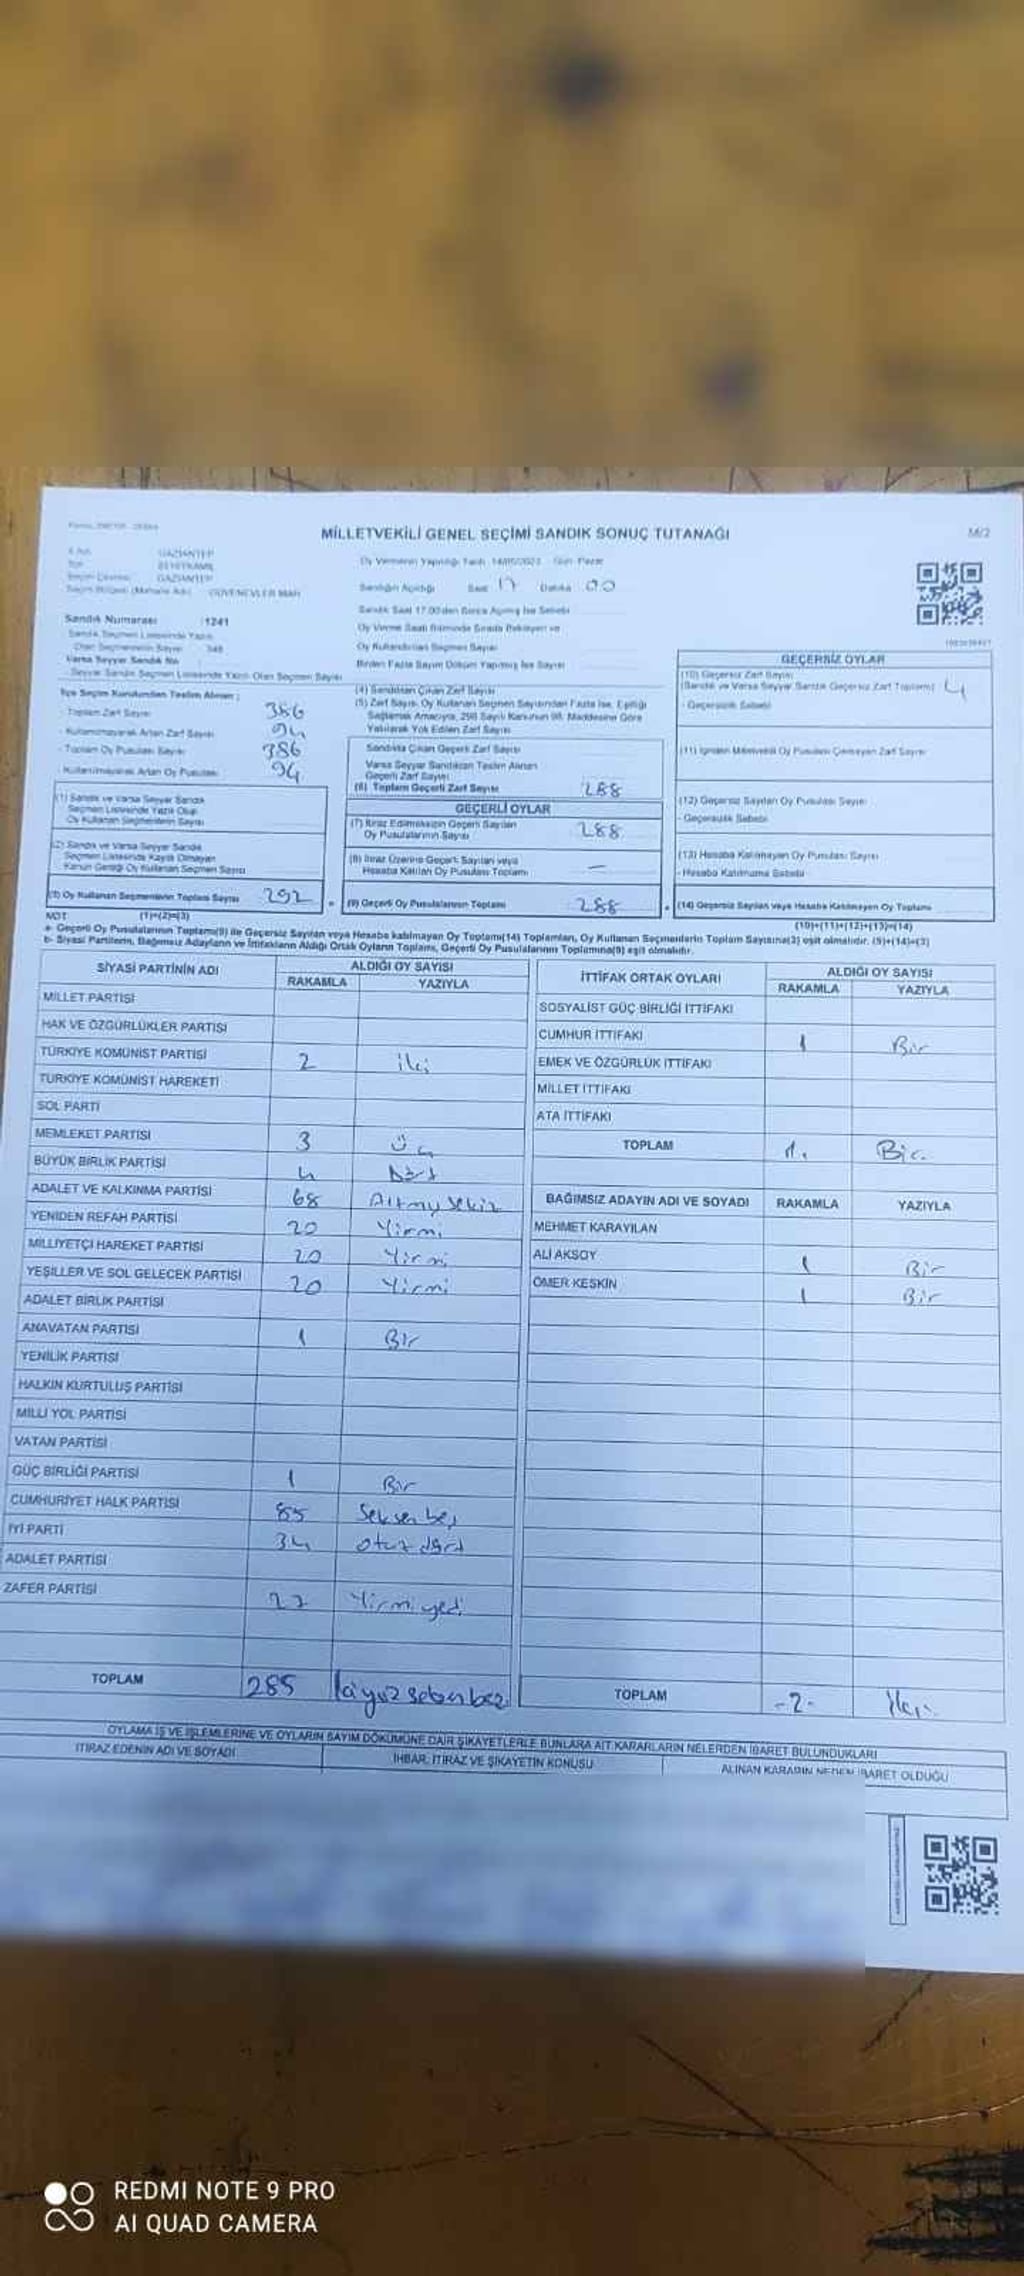 MİLLETVEKİLİ GENEL SEÇİMİ SANDIK SONUÇ TUTANAĞI
M/2
GAZİANTEP
Oy Vermenin Yapıldığı Tarih 14/05/2023 Gün Pazar
GAZİANTEP
Sandığın Açıldığı Saat 17 Dakika 00
GÜVENEVLER MAH
Sandık Numarası : 1241
Sandık Saat 17.00'den Sonra Açılmış İse Sebebi
Sandık Seçmen Listesinde Yazılı
Olan Seçmenlerin Sayısı
Oy Verme Saati Bitiminde Sırada Bekleyen ve
Oy Kullandırılan Seçmen Sayısı
Varsa Seyyar Sandık No
Birden Fazla Sayım Döküm Yapılmış İse Sayısı
Seyyar Sandık Seçmen Listesinde Yazılı Olan Seçmen Sayısı
İlçe Seçim Kurulundan Teslim Alınan :
- Toplam Zarf Sayısı 386
- Kullanılmayarak Artan Zarf Sayısı 94
- Toplam Oy Pusulası Sayısı 386
- Kullanılmayarak Artan Oy Pusulası 94
(1) Sandık ve Varsa Seyyar Sandık
Seçmen Listesinde Yazılı Olup
Oy Kullanan Seçmenlerin Sayısı
(2) Sandık ve Varsa Seyyar Sandık
Seçmen Listesinde Kayıtlı Olmayan
Kanun Gereği Oy Kullanan Seçmen Sayısı
(3) Oy Kullanan Seçmenlerin Toplam Sayısı 292
(4) Sandıktan Çıkan Zarf Sayısı
(5) Zarf Sayısı, Oy Kullanan Seçmen Sayısından Fazla İse, Eşitliği
Sağlamak Amacıyla, 298 Sayılı Kanunun 98. Maddesine Göre
Yakılarak Yok Edilen Zarf Sayısı
Sandıkta Çıkan Geçerli Zarf Sayısı
Varsa Seyyar Sandıktan Teslim Alınan
Geçerli Zarf Sayısı
(6) Toplam Geçerli Zarf Sayısı 288
GEÇERLİ OYLAR
(7) İtiraz Edilmeksizin Geçerli Sayılan
Oy Pusulalarının Sayısı 288
(8) İtiraz Üzerine Geçerli Sayılan veya
Hesaba Katılan Oy Pusulası Toplamı —
(9) Geçerli Oy Pusulalarının Toplamı 288
GEÇERSİZ OYLAR
(10) Geçersiz Zarf Sayısı
(Sandık ve Varsa Seyyar Sandık Geçersiz Zarf Toplamı) 4
- Geçersizlik Sebebi
(11) İçinden Milletvekili Oy Pusulası Çıkmayan Zarf Sayısı
(12) Geçersiz Sayılan Oy Pusulası Sayısı
- Geçersizlik Sebebi
(13) Hesaba Katılmayan Oy Pusulası Sayısı
- Hesaba Katılmama Sebebi
(14) Geçersiz Sayılan veya Hesaba Katılmayan Oy Toplamı
NOT (1)+(2)=(3) (10)+(11)+(12)+(13)=(14)
a- Geçerli Oy Pusulalarının Toplamı(9) ile Geçersiz Sayılan veya Hesaba katılmayan Oy Toplamı(14) Toplamları, Oy Kullanan Seçmenlerin Toplam Sayısına(3) eşit olmalıdır. (9)+(14)=(3)
b- Siyasi Partilerin, Bağımsız Adayların ve İttifakların Aldığı Ortak Oyların Toplamı, Geçerli Oy Pusulalarının Toplamına(9) eşit olmalıdır.
SİYASİ PARTİNİN ADI ALDIĞI OY SAYISI
RAKAMLA YAZIYLA
MİLLET PARTİSİ
HAK VE ÖZGÜRLÜKLER PARTİSİ
TÜRKİYE KOMÜNİST PARTİSİ 2 iki
TÜRKİYE KOMÜNİST HAREKETİ
SOL PARTİ
MEMLEKET PARTİSİ 3 Üç
BÜYÜK BİRLİK PARTİSİ 4 Dört
ADALET VE KALKINMA PARTİSİ 68 Altmış sekiz
YENİDEN REFAH PARTİSİ 20 Yirmi
MİLLİYETÇİ HAREKET PARTİSİ 20 Yirmi
YEŞİLLER VE SOL GELECEK PARTİSİ 20 Yirmi
ADALET BİRLİK PARTİSİ
ANAVATAN PARTİSİ 1 Bir
YENİLİK PARTİSİ
HALKIN KURTULUŞ PARTİSİ
MİLLİ YOL PARTİSİ
VATAN PARTİSİ
GÜÇ BİRLİĞİ PARTİSİ 1 Bir
CUMHURİYET HALK PARTİSİ 85 Seksen beş
İYİ PARTİ 34 otuz dört
ADALET PARTİSİ
ZAFER PARTİSİ 27 Yirmi yedi
TOPLAM 285 ikiyüz seksen beş
İTTİFAK ORTAK OYLARI ALDIĞI OY SAYISI
RAKAMLA YAZIYLA
SOSYALİST GÜÇ BİRLİĞİ İTTİFAKI
CUMHUR İTTİFAKI 1 Bir
EMEK VE ÖZGÜRLÜK İTTİFAKI
MİLLET İTTİFAKI
ATA İTTİFAKI
TOPLAM 1. Bir.
BAĞIMSIZ ADAYIN ADI VE SOYADI RAKAMLA YAZIYLA
MEHMET KARAYILAN
ALİ AKSOY 1 Bir
ÖMER KESKİN 1 Bir
TOPLAM -2- iki.
OYLAMA İŞ VE İŞLEMLERİNE VE OYLARIN SAYIM DÖKÜMÜNE DAİR ŞİKAYETLERLE BUNLARA AİT KARARLARIN NELERDEN İBARET BULUNDUKLARI
İTİRAZ EDENİN ADI VE SOYADI İHBAR, İTİRAZ VE ŞİKAYETİN KONUSU ALINAN KARARIN NEDEN İBARET OLDUĞU
REDMI NOTE 9 PRO
AI QUAD CAMERA